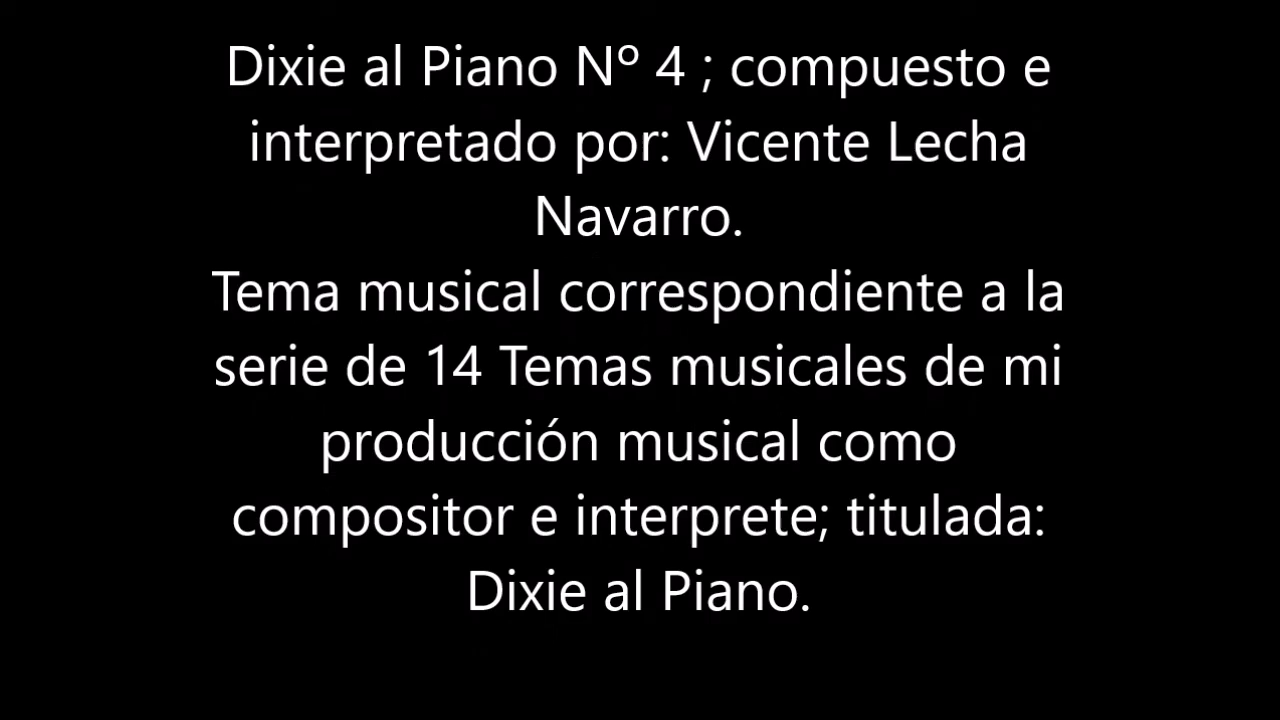 Dixie al Piano Nº 4 ; compuesto e
interpretado por: Vicente Lecha
Navarro.
Tema musical correspondiente a la
serie de 14 Temas musicales de mi
producción musical como
compositor e interprete; titulada:
Dixie al Piano.